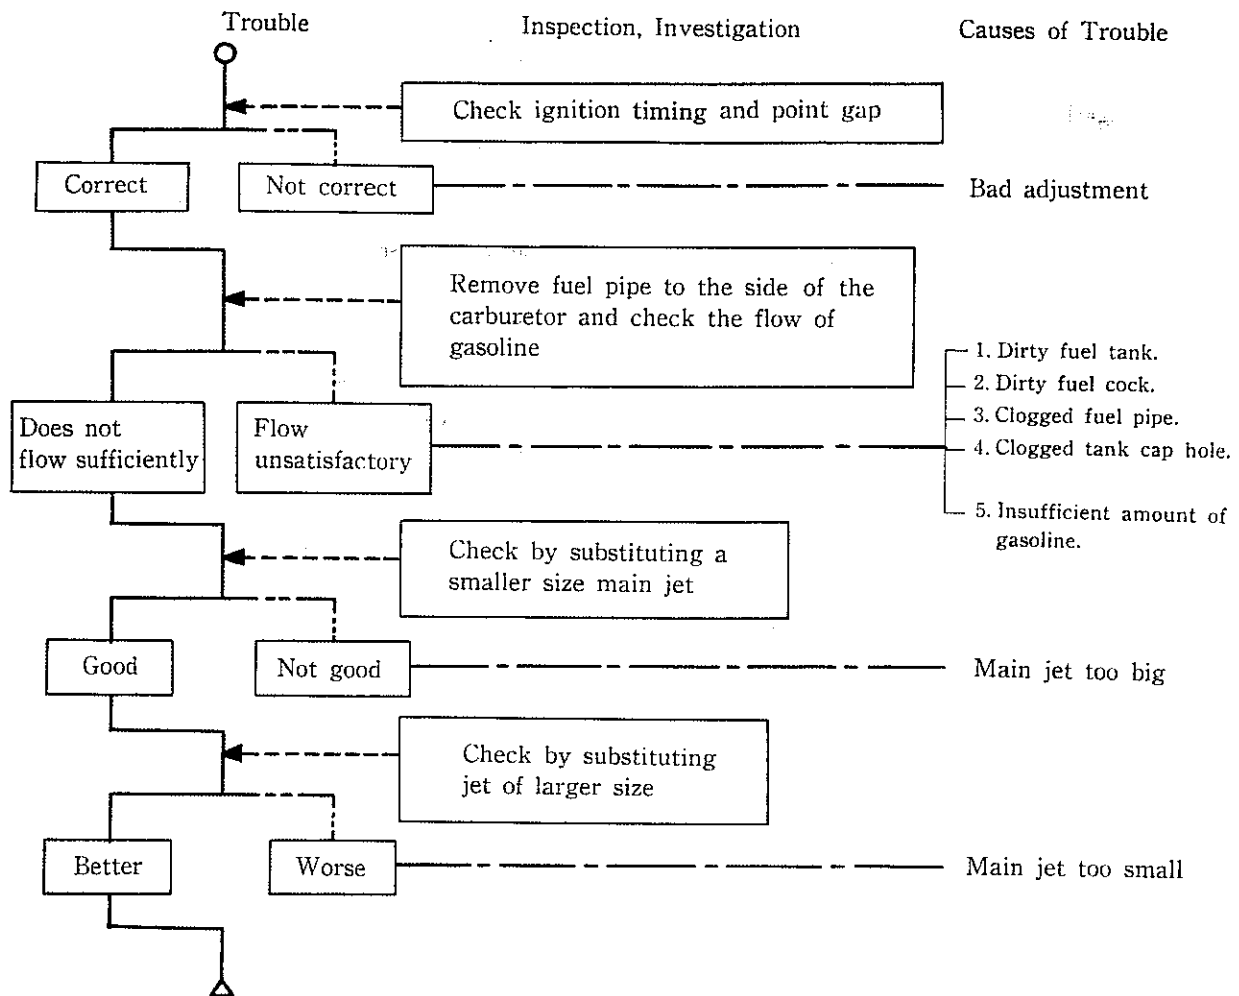 Trouble
Inspection, Investigation
Causes of Trouble
Check ignition timing and point gap
Correct
Not correct
Bad adjustment
Remove fuel pipe to the side of the
carburetor and check the flow of
gasoline
Does not
flow sufficiently
Flow
unsatisfactory
1. Dirty fuel tank.
2. Dirty fuel cock.
3. Clogged fuel pipe.
4. Clogged tank cap hole.
5. Insufficient amount of
gasoline.
Check by substituting a
smaller size main jet
Good
Not good
Main jet too big
Check by substituting
jet of larger size
Better
Worse
Main jet too small